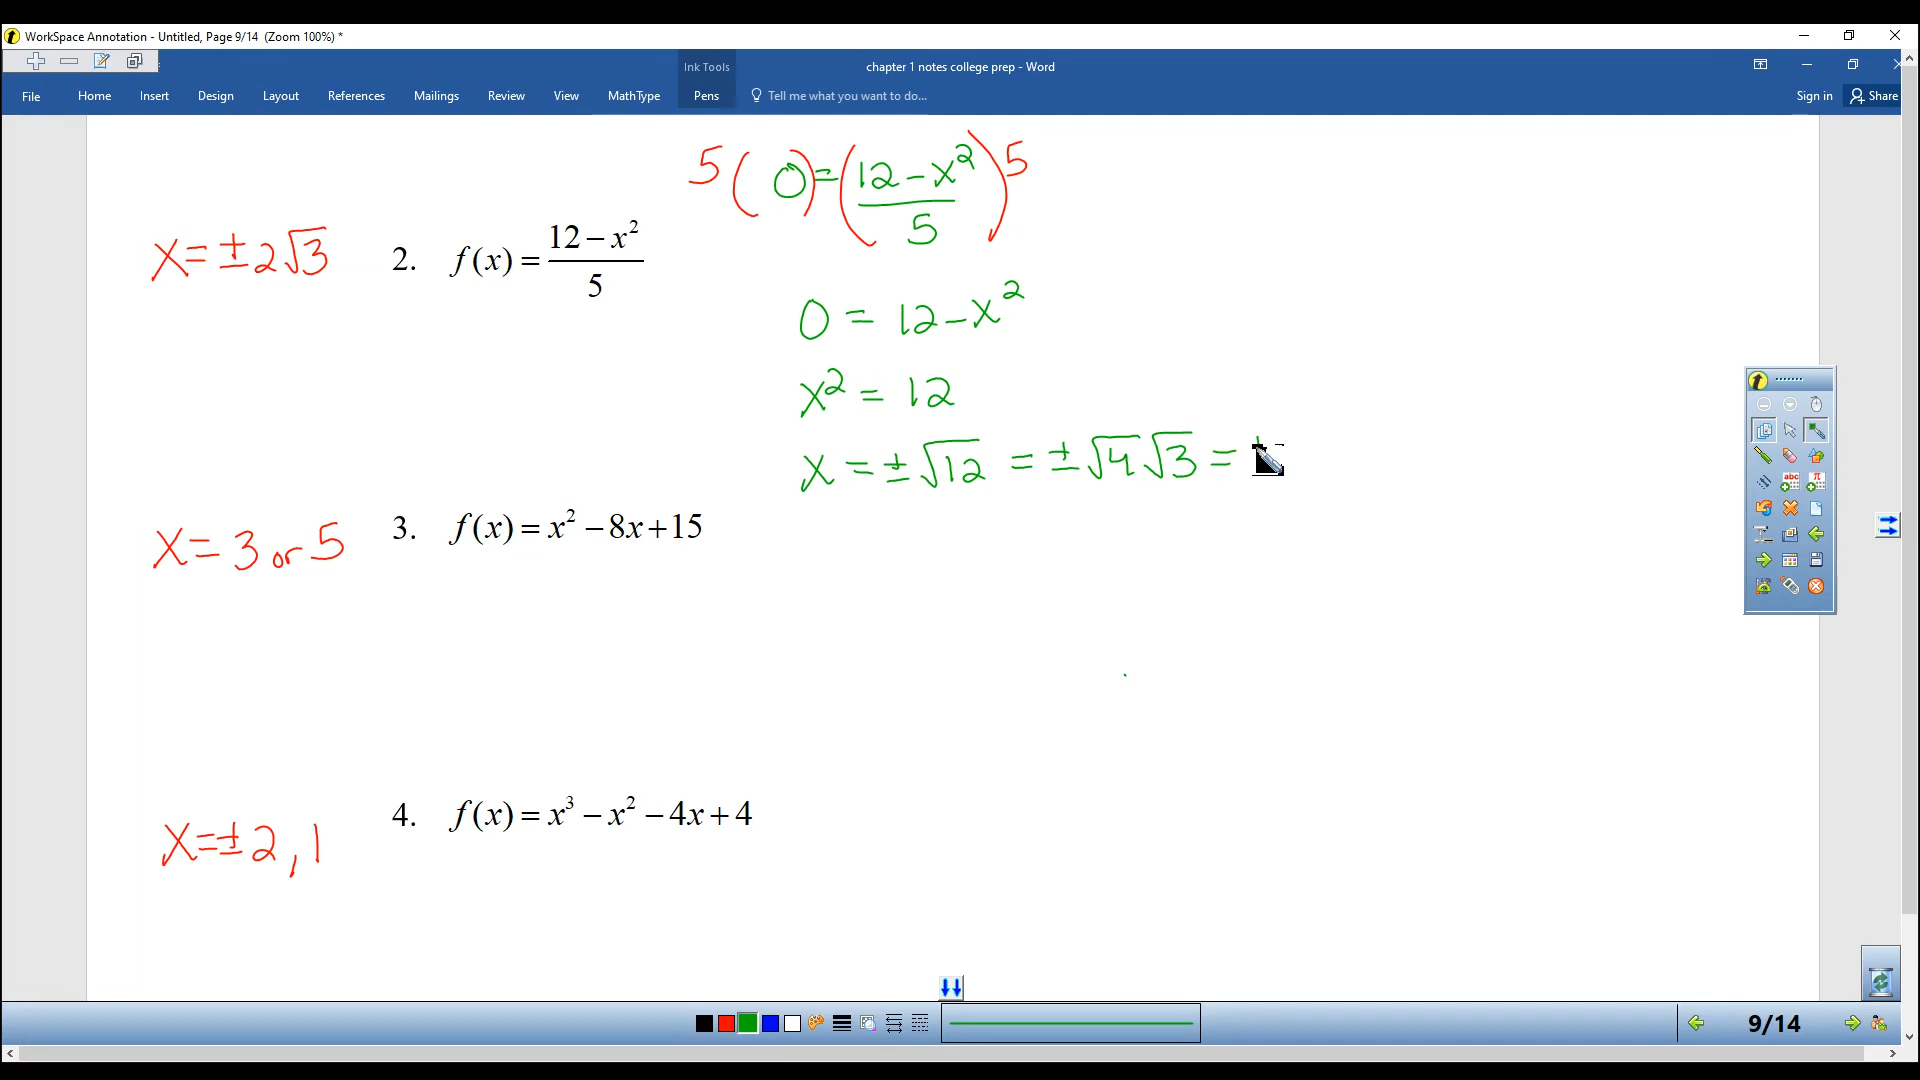 WorkSpace Annotation - Untitled, Page 9/14 (Zoom 100%) *
Ink Tools
chapter 1 notes college prep - Word
File Home Insert Design Layout References Mailings Review View MathType Pens Tell me what you want to do... Sign in Share
5(0)=(\frac{12-x²}{5})5
x=±2√3
2. f(x)=\frac{12-x²}{5}
0 = 12-x²
x² = 12
x = ±√12 = ±√4√3 =
x=3 or 5
3. f(x)=x²-8x+15
x=±2,1
4. f(x)=x³-x²-4x+4
9/14